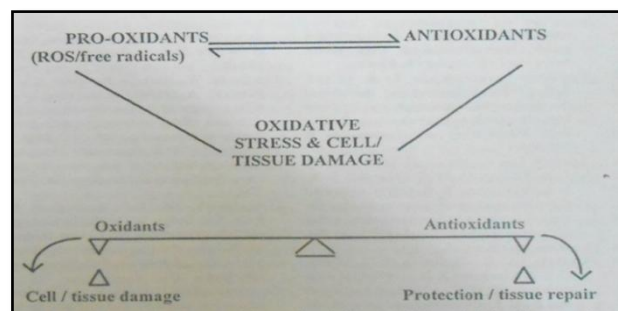 PRO-OXIDANTS ANTIOXIDANTS
(ROS/free radicals)
OXIDATIVE
STRESS & CELL/
TISSUE DAMAGE
Oxidants Antioxidants
Cell / tissue damage Protection / tissue repair